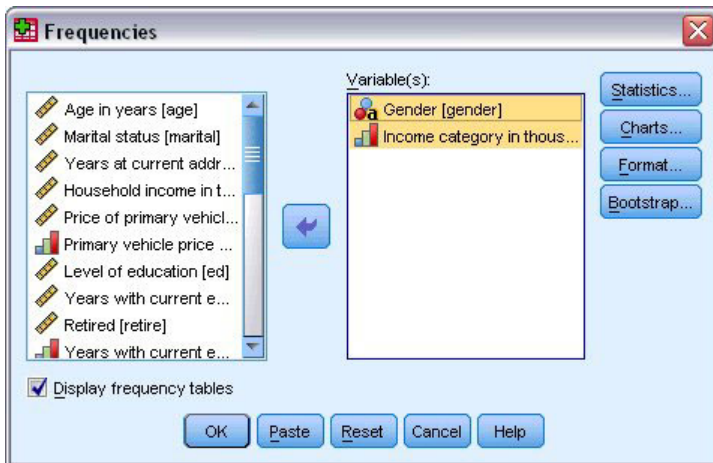 Frequencies
Variable(s):
Age in years [age]
Marital status [marital]
Years at current addr...
Household income in t...
Price of primary vehicl...
Primary vehicle price ...
Level of education [ed]
Years with current e...
Retired [retire]
Years with current e...
a Gender [gender]
Income category in thous...
Statistics...
Charts...
Format...
Bootstrap...
Display frequency tables
OK Paste Reset Cancel Help